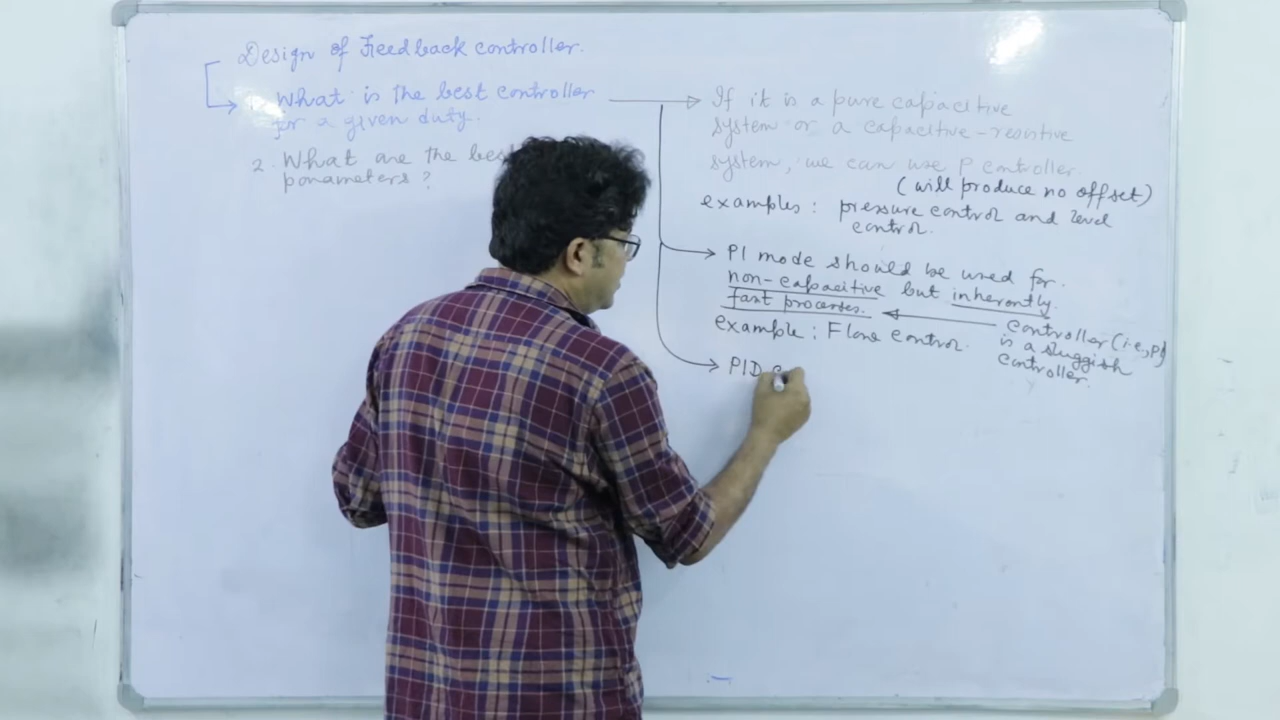 Design of Feedback controller.
What is the best controller
for a given duty.
2. What are the bes
parameters?
If it is a pure capacitive
system or a capacitive-resistive
system, we can use P controller.
(will produce no offset)
examples: pressure control and level
control.
PI mode should be used for
non-capacitive but inherently
fast processes.
example: Flow control.
controller (i.e., PI)
is a sluggish
controller.
PID